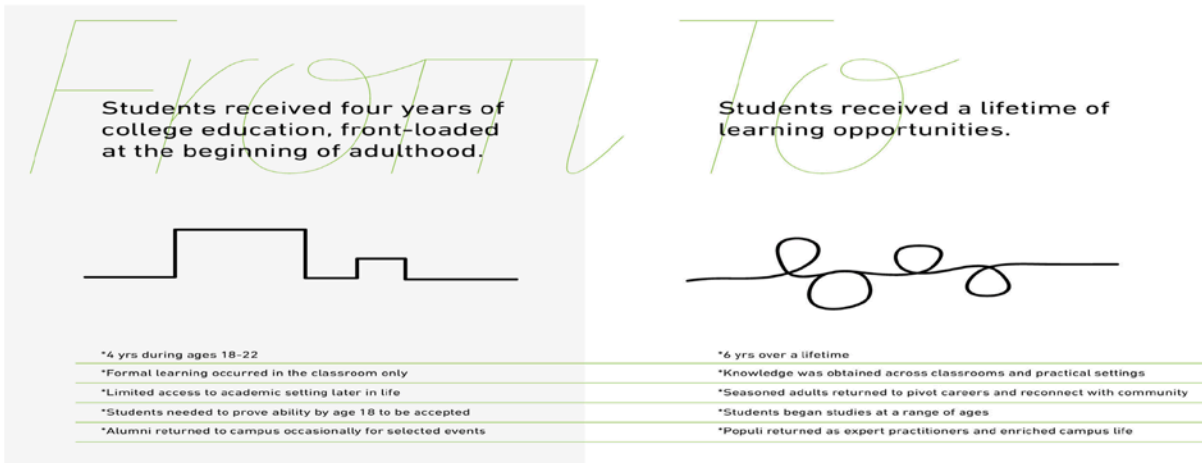 From
Students received four years of
college education, front-loaded
at the beginning of adulthood.
*4 yrs during ages 18-22
*Formal learning occurred in the classroom only
*Limited access to academic setting later in life
*Students needed to prove ability by age 18 to be accepted
*Alumni returned to campus occasionally for selected events
To
Students received a lifetime of
learning opportunities.
*6 yrs over a lifetime
*Knowledge was obtained across classrooms and practical settings
*Seasoned adults returned to pivot careers and reconnect with community
*Students began studies at a range of ages
*Populi returned as expert practitioners and enriched campus life